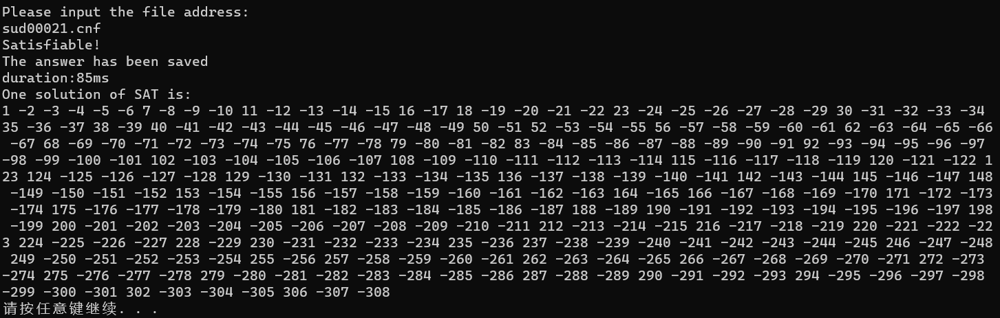 Please input the file address:
sud00021.cnf
Satisfiable!
The answer has been saved
duration:85ms
One solution of SAT is:
1 -2 -3 -4 -5 -6 7 -8 -9 -10 11 -12 -13 -14 -15 16 -17 18 -19 -20 -21 -22 23 -24 -25 -26 -27 -28 -29 30 -31 -32 -33 -34
35 -36 -37 38 -39 40 -41 -42 -43 -44 -45 -46 -47 -48 -49 50 -51 52 -53 -54 -55 56 -57 -58 -59 -60 -61 62 -63 -64 -65 -66
-67 68 -69 -70 -71 -72 -73 -74 -75 76 -77 -78 79 -80 -81 -82 83 -84 -85 -86 -87 -88 -89 -90 -91 92 -93 -94 -95 -96 -97
-98 -99 -100 -101 102 -103 -104 -105 -106 -107 108 -109 -110 -111 -112 -113 -114 115 -116 -117 -118 -119 120 -121 -122 1
23 124 -125 -126 -127 -128 129 -130 -131 132 -133 -134 -135 136 -137 -138 -139 -140 -141 142 -143 -144 145 -146 -147 148
-149 -150 -151 -152 153 -154 -155 156 -157 -158 -159 -160 -161 -162 -163 164 -165 166 -167 -168 -169 -170 171 -172 -173
-174 175 -176 -177 -178 -179 -180 181 -182 -183 -184 -185 -186 -187 188 -189 190 -191 -192 -193 -194 -195 -196 -197 198
-199 200 -201 -202 -203 -204 -205 -206 -207 -208 -209 -210 -211 212 -213 -214 -215 216 -217 -218 -219 220 -221 -222 -22
3 224 -225 -226 -227 228 -229 230 -231 -232 -233 -234 235 -236 237 -238 -239 -240 -241 -242 -243 -244 -245 246 -247 -248
249 -250 -251 -252 -253 -254 255 -256 257 -258 -259 -260 -261 262 -263 -264 -265 266 -267 -268 -269 -270 -271 272 -273
-274 275 -276 -277 -278 279 -280 -281 -282 -283 -284 -285 -286 287 -288 -289 290 -291 -292 -293 294 -295 -296 -297 -298
-299 -300 -301 302 -303 -304 -305 306 -307 -308
请按任意键继续. . .